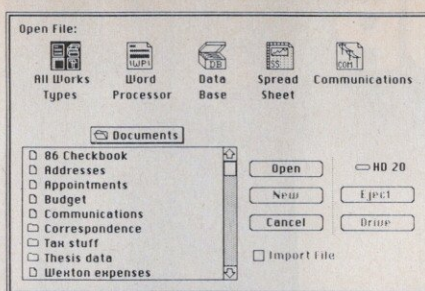 Open File:
WP
DB
SS
COM
All Works Types
Word Processor
Data Base
Spread Sheet
Communications
Documents
86 Checkbook
Addresses
Appointments
Budget
Communications
Correspondence
Tax stuff
Thesis data
Wexton expenses
Open
New
Cancel
Import File
HD 20
Eject
Drive